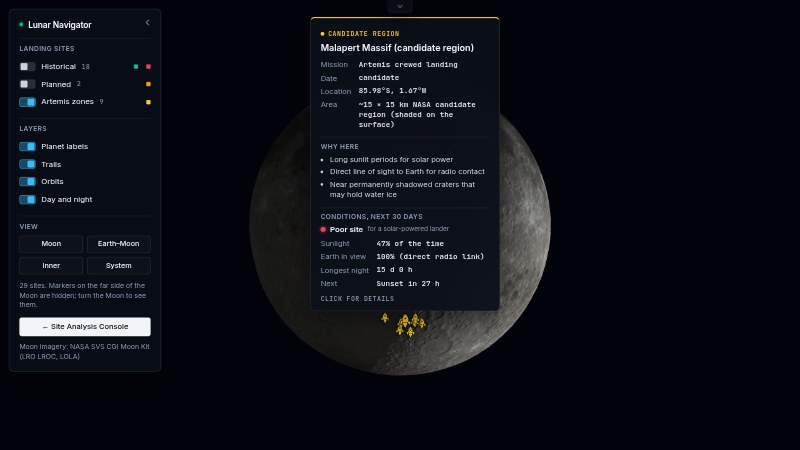 Lunar Navigator
LANDING SITES
Historical 18
Planned 2
Artemis zones 9
LAYERS
Planet labels
Trails
Orbits
Day and night
VIEW
Moon
Earth–Moon
Inner
System
29 sites. Markers on the far side of the
Moon are hidden; turn the Moon to see
them.
← Site Analysis Console
Moon imagery: NASA SVS CGI Moon Kit
(LRO LROC, LOLA)
CANDIDATE REGION
Malapert Massif (candidate region)
Mission Artemis crewed landing
Date candidate
Location 85.98°S, 1.67°W
Area ~15 × 15 km NASA candidate
region (shaded on the
surface)
WHY HERE
• Long sunlit periods for solar power
• Direct line of sight to Earth for radio contact
• Near permanently shadowed craters that
may hold water ice
CONDITIONS, NEXT 30 DAYS
Poor site for a solar-powered lander
Sunlight 47% of the time
Earth in view 100% (direct radio link)
Longest night 15 d 0 h
Next Sunset in 27 h
CLICK FOR DETAILS